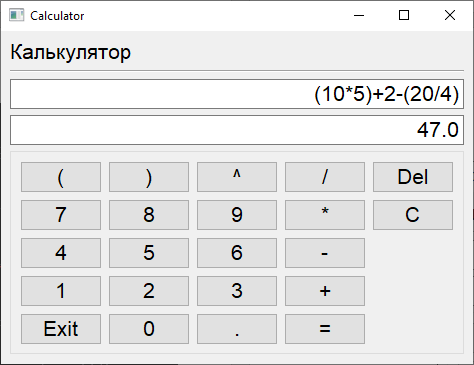 Calculator
Калькулятор
(10*5)+2-(20/4)
47.0
( ) ^ / Del
7 8 9 * C
4 5 6 -
1 2 3 +
Exit 0 . =